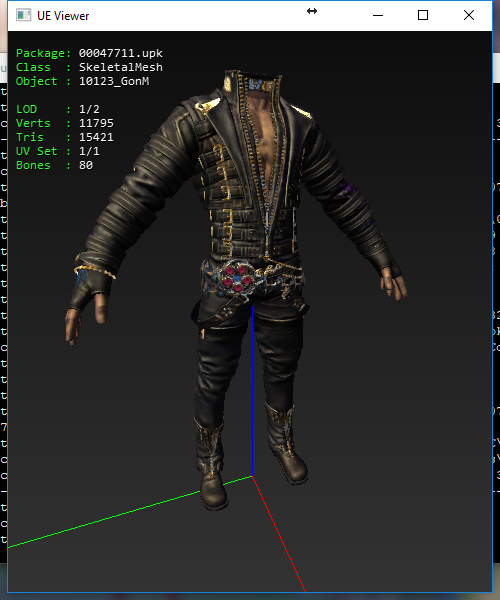 UE Viewer
Package: 00047711.upk
Class : SkeletalMesh
Object : 10123_GonM
LOD : 1/2
Verts : 11795
Tris : 15421
UV Set : 1/1
Bones : 80